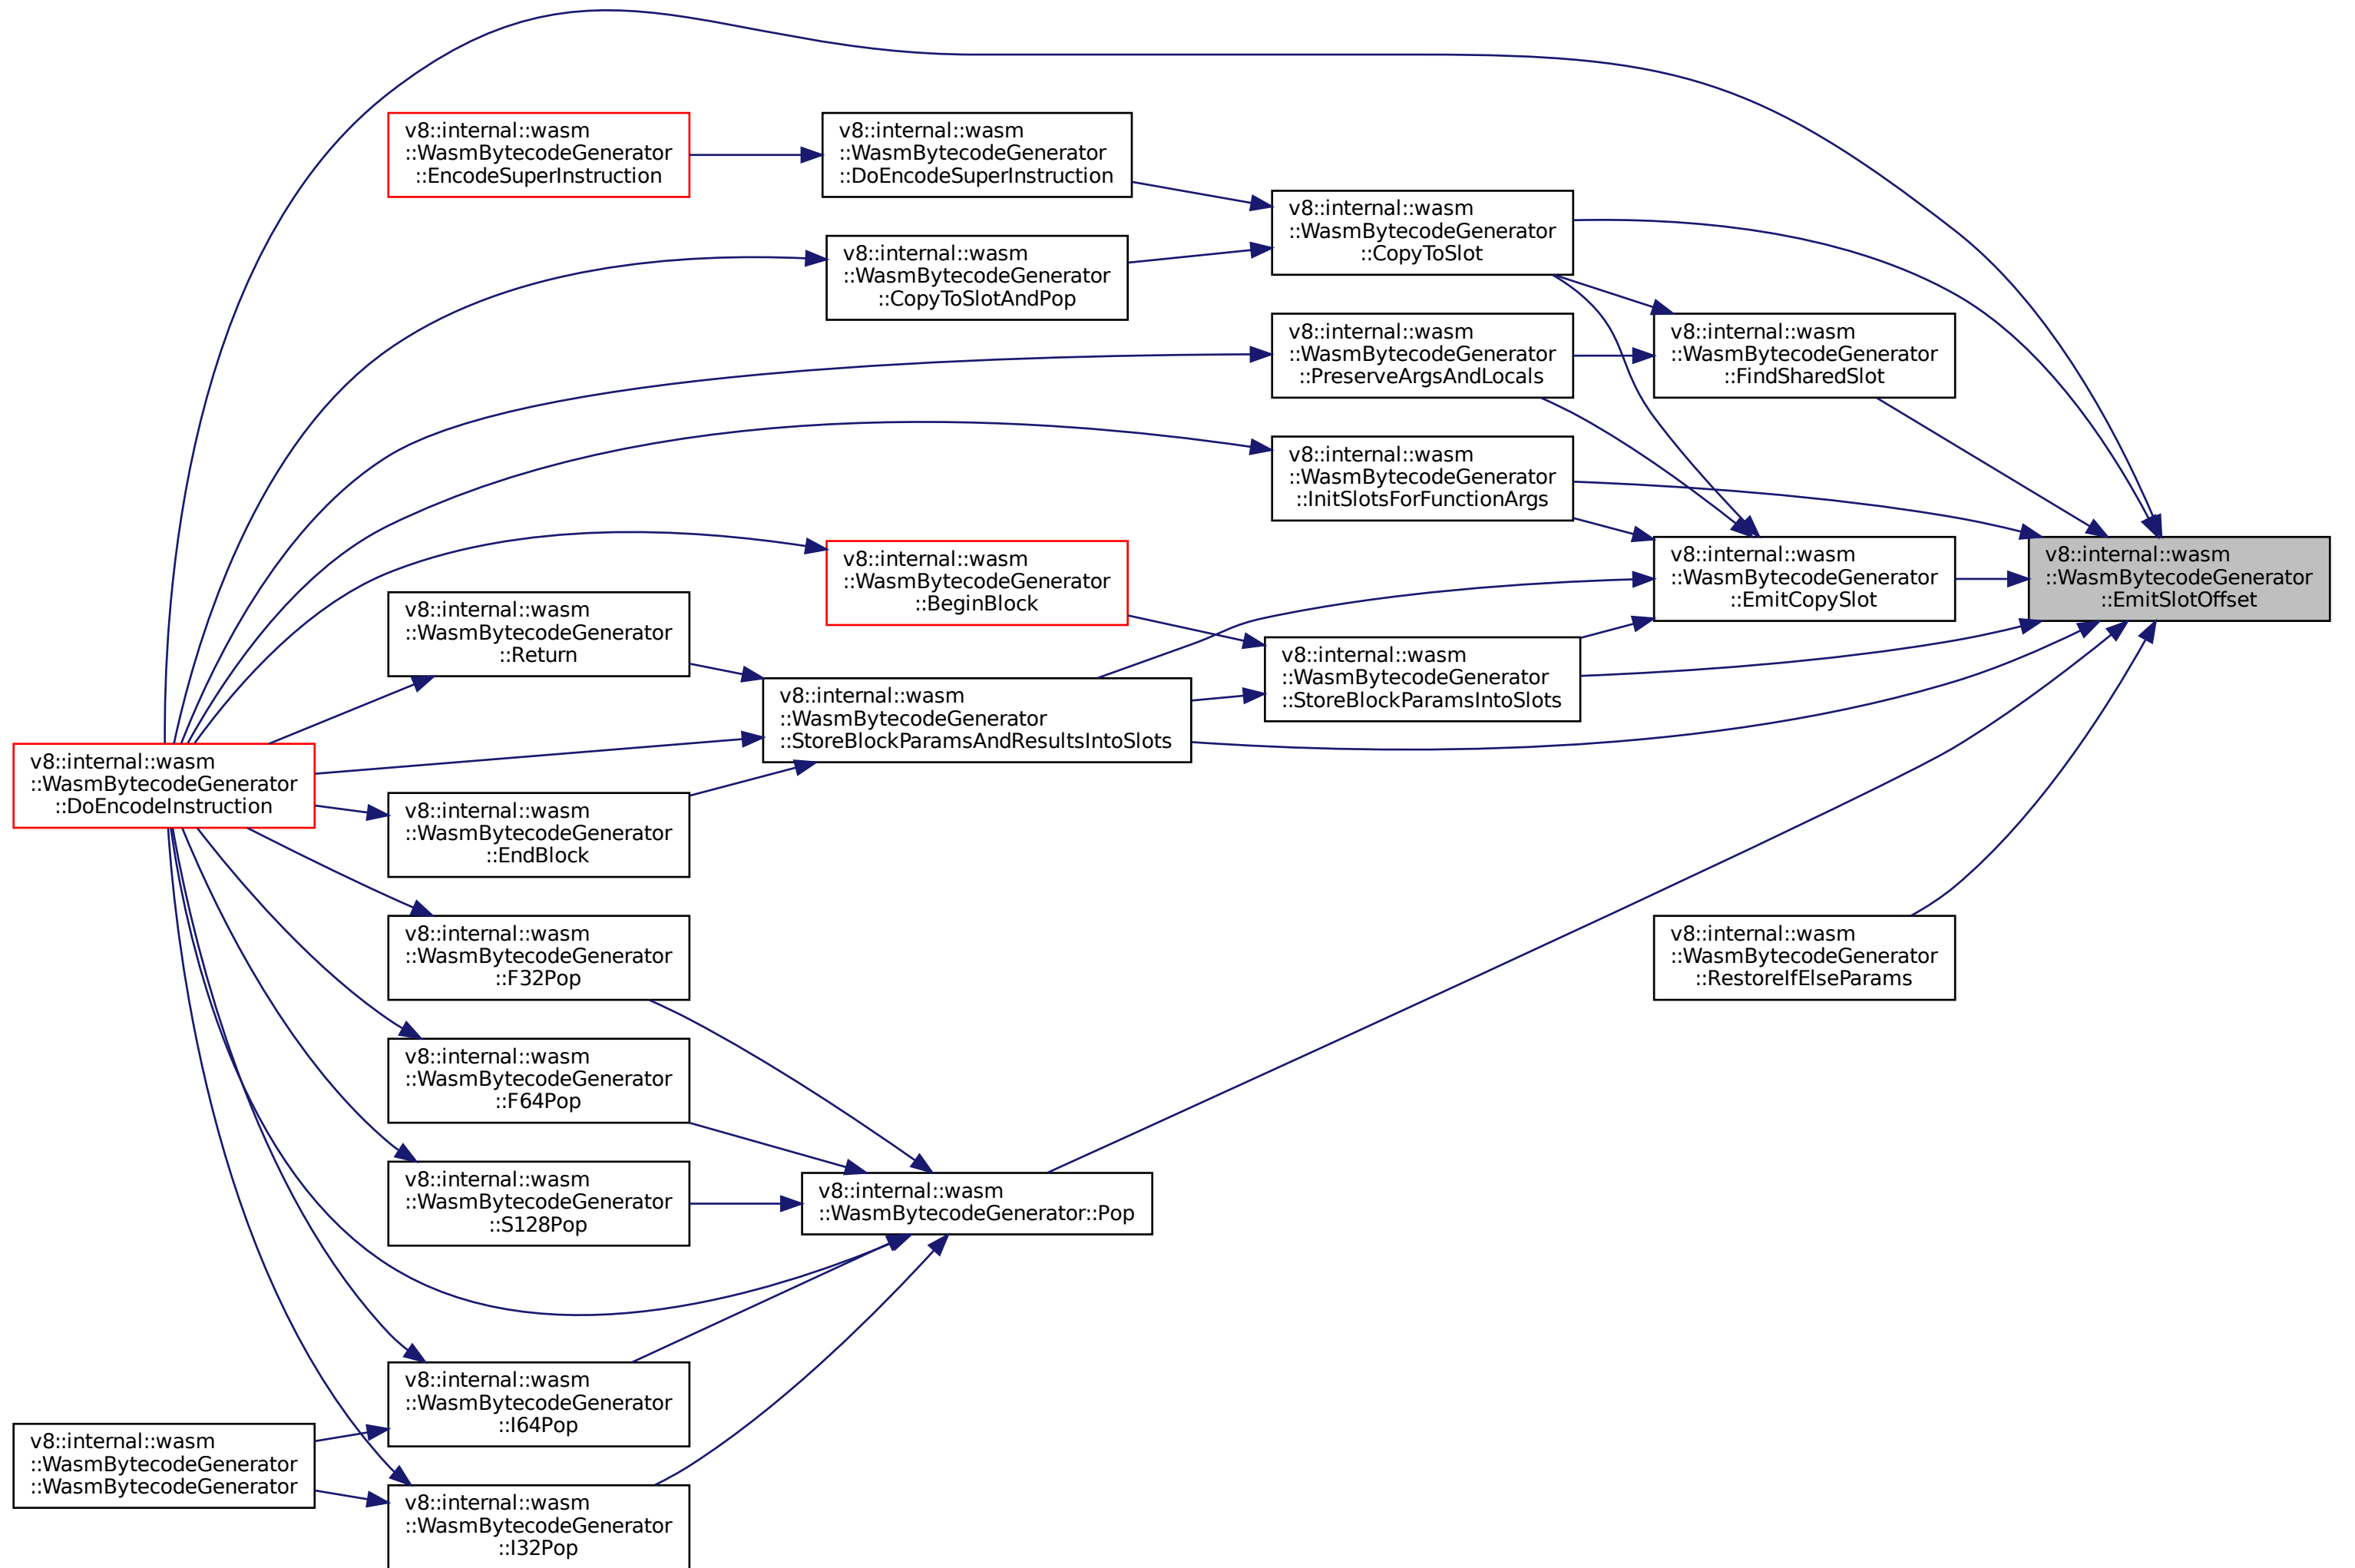 v8::internal::wasm
::WasmBytecodeGenerator
::EncodeSuperInstruction
v8::internal::wasm
::WasmBytecodeGenerator
::DoEncodeSuperInstruction
v8::internal::wasm
::WasmBytecodeGenerator
::CopyToSlot
v8::internal::wasm
::WasmBytecodeGenerator
::CopyToSlotAndPop
v8::internal::wasm
::WasmBytecodeGenerator
::PreserveArgsAndLocals
v8::internal::wasm
::WasmBytecodeGenerator
::FindSharedSlot
v8::internal::wasm
::WasmBytecodeGenerator
::InitSlotsForFunctionArgs
v8::internal::wasm
::WasmBytecodeGenerator
::BeginBlock
v8::internal::wasm
::WasmBytecodeGenerator
::EmitCopySlot
v8::internal::wasm
::WasmBytecodeGenerator
::EmitSlotOffset
v8::internal::wasm
::WasmBytecodeGenerator
::Return
v8::internal::wasm
::WasmBytecodeGenerator
::StoreBlockParamsIntoSlots
v8::internal::wasm
::WasmBytecodeGenerator
::StoreBlockParamsAndResultsIntoSlots
v8::internal::wasm
::WasmBytecodeGenerator
::DoEncodeInstruction
v8::internal::wasm
::WasmBytecodeGenerator
::EndBlock
v8::internal::wasm
::WasmBytecodeGenerator
::F32Pop
v8::internal::wasm
::WasmBytecodeGenerator
::RestoreIfElseParams
v8::internal::wasm
::WasmBytecodeGenerator
::F64Pop
v8::internal::wasm
::WasmBytecodeGenerator
::S128Pop
v8::internal::wasm
::WasmBytecodeGenerator::Pop
v8::internal::wasm
::WasmBytecodeGenerator
::I64Pop
v8::internal::wasm
::WasmBytecodeGenerator
::WasmBytecodeGenerator
v8::internal::wasm
::WasmBytecodeGenerator
::I32Pop